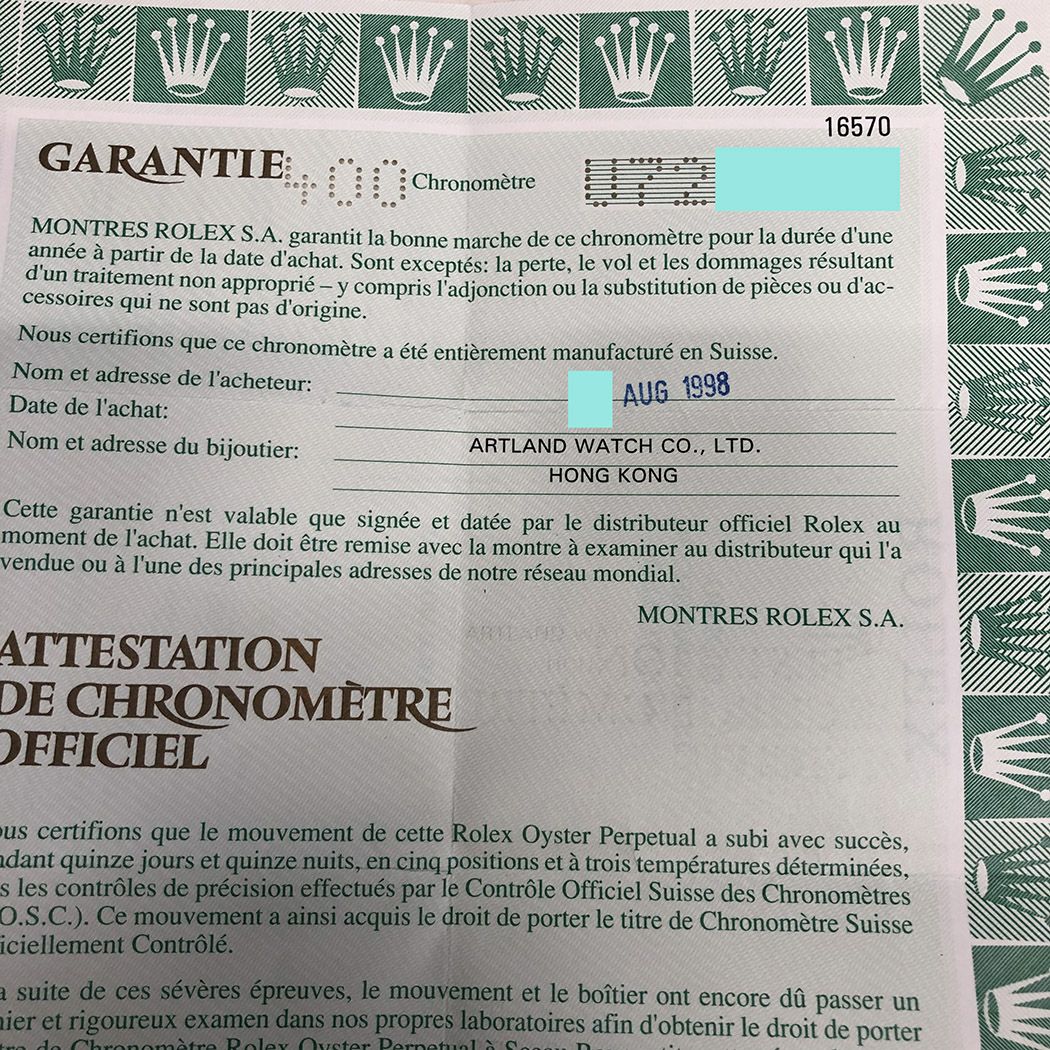 16570
GARANTIE 400 Chronomètre U72
MONTRES ROLEX S.A. garantit la bonne marche de ce chronomètre pour la durée d'une
année à partir de la date d'achat. Sont exceptés: la perte, le vol et les dommages résultant
d'un traitement non approprié – y compris l'adjonction ou la substitution de pièces ou d'ac-
cessoires qui ne sont pas d'origine.
Nous certifions que ce chronomètre a été entièrement manufacturé en Suisse.
Nom et adresse de l'acheteur:
AUG 1998
Date de l'achat:
Nom et adresse du bijoutier: ARTLAND WATCH CO., LTD.
HONG KONG
Cette garantie n'est valable que signée et datée par le distributeur officiel Rolex au
moment de l'achat. Elle doit être remise avec la montre à examiner au distributeur qui l'a
vendue ou à l'une des principales adresses de notre réseau mondial.
MONTRES ROLEX S.A.
ATTESTATION
DE CHRONOMÈTRE
OFFICIEL
ous certifions que le mouvement de cette Rolex Oyster Perpetual a subi avec succès,
ndant quinze jours et quinze nuits, en cinq positions et à trois températures déterminées,
s les contrôles de précision effectués par le Contrôle Officiel Suisse des Chronomètres
.O.S.C.). Ce mouvement a ainsi acquis le droit de porter le titre de Chronomètre Suisse
iciellement Contrôlé.
a suite de ces sévères épreuves, le mouvement et le boîtier ont encore dû passer un
nier et rigoureux examen dans nos propres laboratoires afin d'obtenir le droit de porter
tre de Chronomètre Rolex Oyster Perpetual à